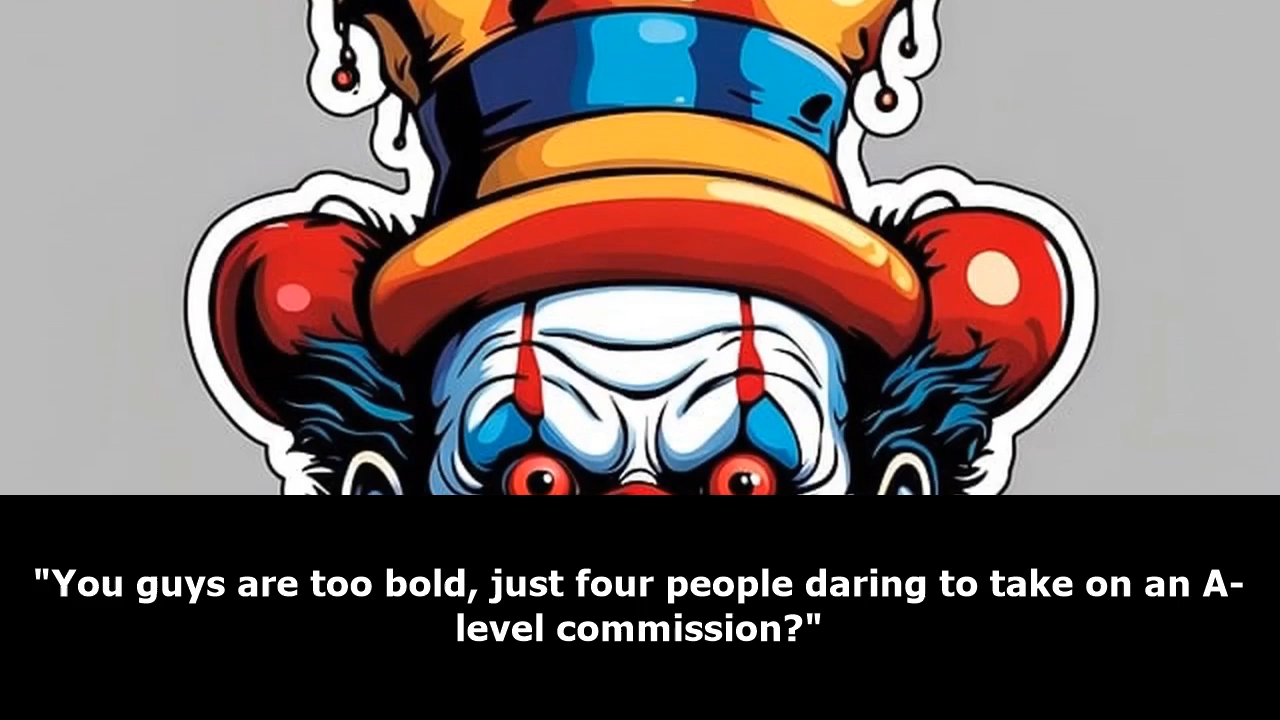 "You guys are too bold, just four people daring to take on an A-
level commission?"